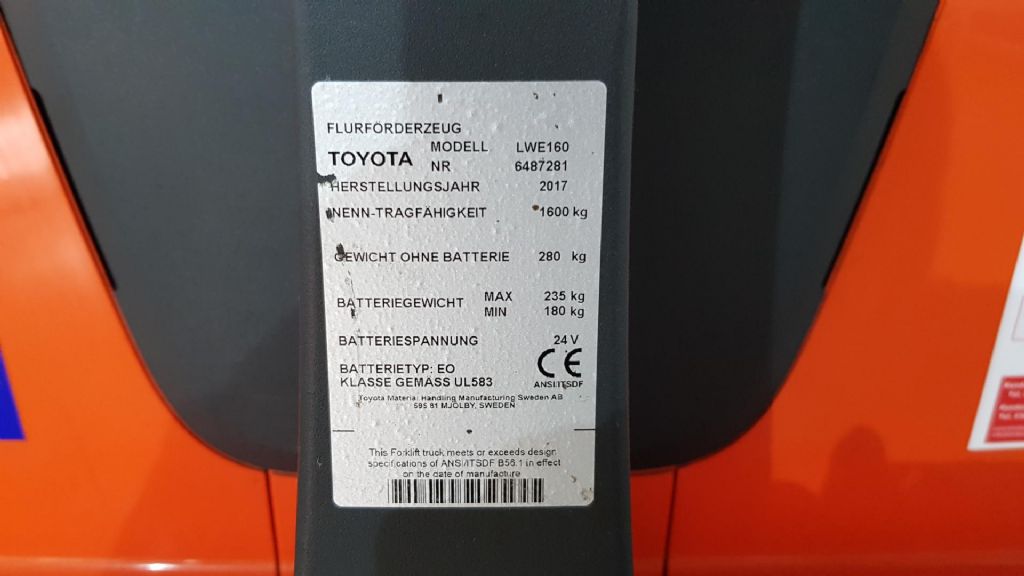 FLURFÖRDERZEUG
TOYOTA MODELL LWE160
NR 6487281
HERSTELLUNGSJAHR 2017
NENN-TRAGFÄHIGKEIT 1600 kg
GEWICHT OHNE BATTERIE 280 kg
BATTERIEGEWICHT MAX 235 kg
MIN 180 kg
BATTERIESPANNUNG 24 V
BATTERIETYP: EO
KLASSE GEMÄSS UL583
CE
ANSI/ITSDF
Toyota Material Handling Manufacturing Sweden AB
595 81 MJÖLBY, SWEDEN
This Forklift truck meets or exceeds design
specifications of ANSI/ITSDF B56.1 in effect
on the date of manufacture